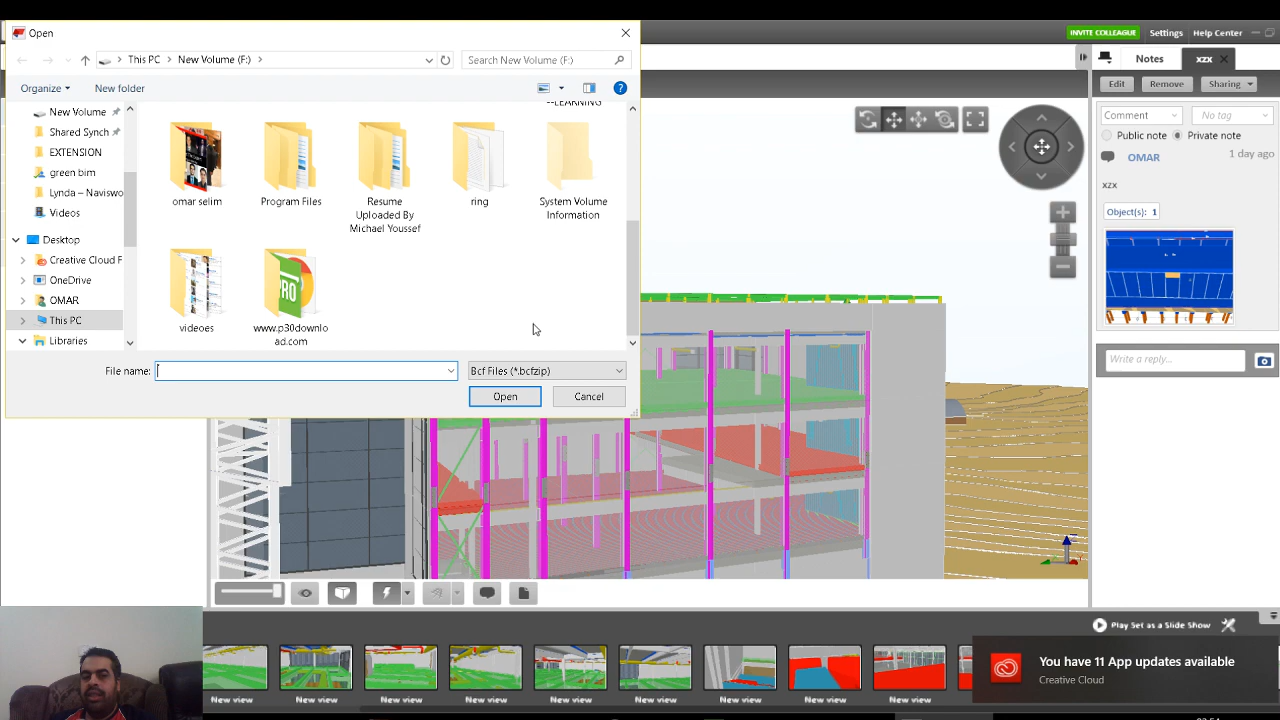 Open
INVITE COLLEAGUE
Settings
Help Center
This PC
New Volume (F:)
Search New Volume (F:)
Notes
xzx
Organize
New folder
Edit
Remove
Sharing
--LEARNING
New Volume
Shared Synch
EXTENSION
green bim
Lynda – Naviswo
Videos
Desktop
Creative Cloud F
OneDrive
OMAR
This PC
Libraries
omar selim
Program Files
Resume
Uploaded By
Michael Youssef
ring
System Volume
Information
PRO
videoes
www.p30downlo
ad.com
Comment
No tag
Public note
Private note
OMAR
1 day ago
xzx
Object(s): 1
Write a reply...
File name:
Bcf Files (*.bcfzip)
Open
Cancel
Play Set as a Slide Show
New view
New view
New view
New view
New view
New view
New view
New view
New view
You have 11 App updates available
Creative Cloud